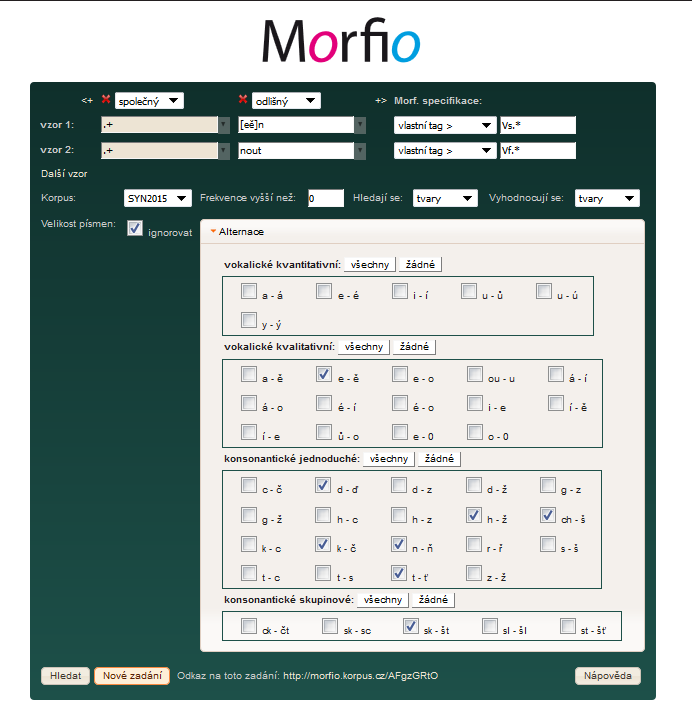 Morfio
<+ společný odlišný +> Morf. specifikace:
vzor 1: .+ [eě]n vlastní tag > Vs.*
vzor 2: .+ nout vlastní tag > Vf.*
Další vzor
Korpus: SYN2015 Frekvence vyšší než: 0 Hledají se: tvary Vyhodnocují se: tvary
Velikost písmen: ignorovat
Alternace
vokalické kvantitativní: všechny žádné
a - á e - é i - í u - ů u - ú
y - ý
vokalické kvalitativní: všechny žádné
a - ě e - ě e - o ou - u á - í
á - o é - í é - o i - e í - ě
í - e ů - o e - 0 o - 0
konsonantické jednoduché: všechny žádné
c - č d - ď d - z d - ž g - z
g - ž h - c h - z h - ž ch - š
k - c k - č n - ň r - ř s - š
t - c t - s t - ť z - ž
konsonantické skupinové: všechny žádné
ck - čt sk - sc sk - št sl - šl st - šť
Hledat Nové zadání Odkaz na toto zadání: http://morfio.korpus.cz/AFgzGRtO Nápověda